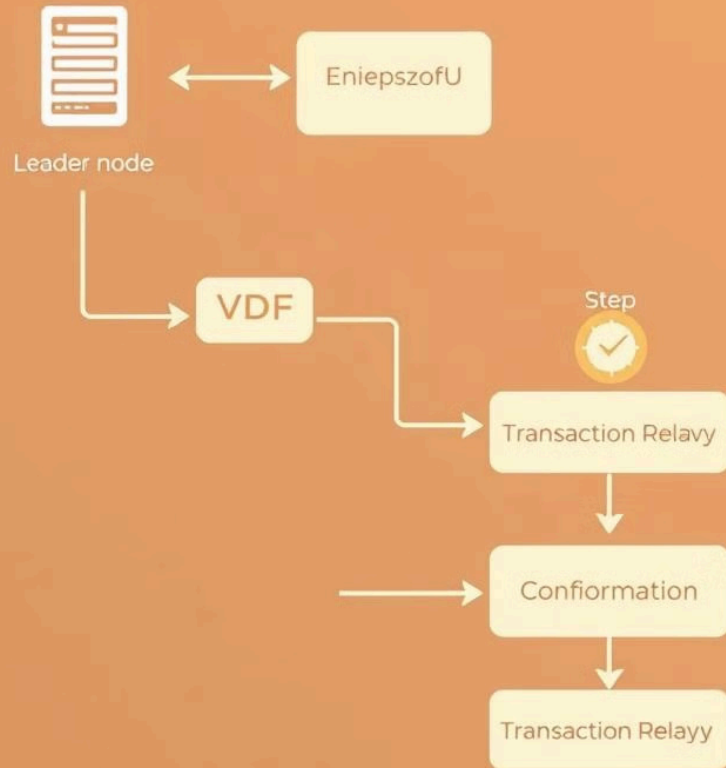 EniepszofU
Leader node
VDF
Step
Transaction Relavy
Confiormation
Transaction Relayy